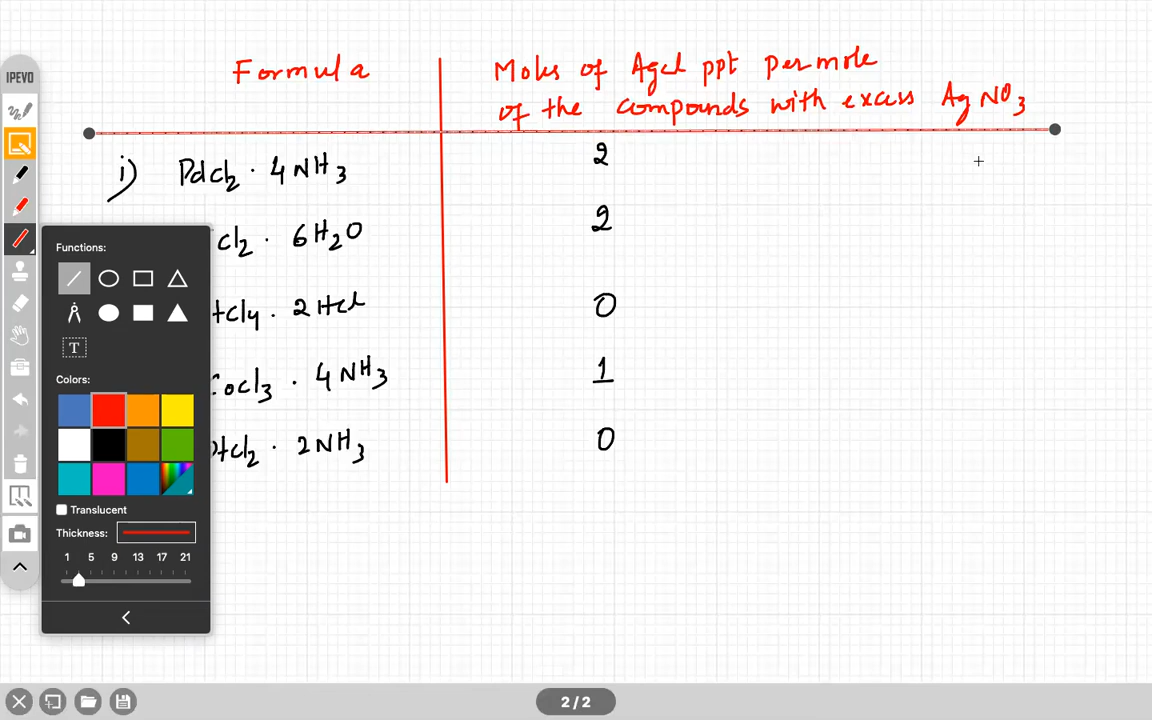 IPEVO
Formula
Moles of AgCl ppt per mole
of the compounds with excess AgNO3
i) PdCl2 · 4NH3
2
Cl2 · 6H2O
2
tCl4 · 2HCl
0
CoCl3 · 4NH3
1
PtCl2 · 2NH3
0
Functions:
T
Colors:
Translucent
Thickness:
1 5 9 13 17 21
2 / 2